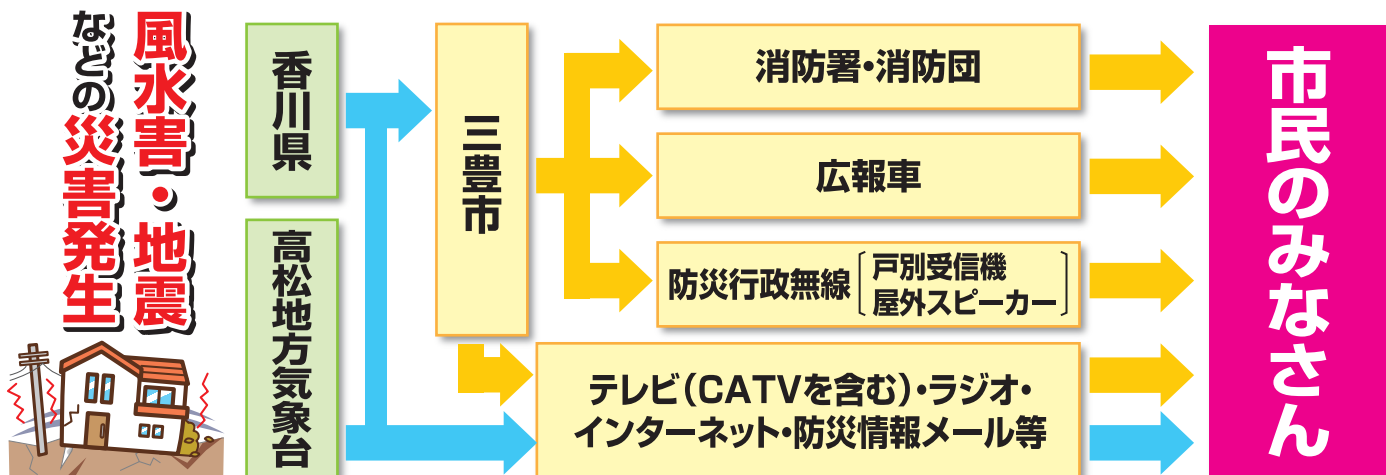 風水害・地震
などの災害発生
香川県
高松地方気象台
三豊市
消防署・消防団
広報車
防災行政無線
戸別受信機
屋外スピーカー
テレビ（CATVを含む）・ラジオ・
インターネット・防災情報メール等
市民のみなさん